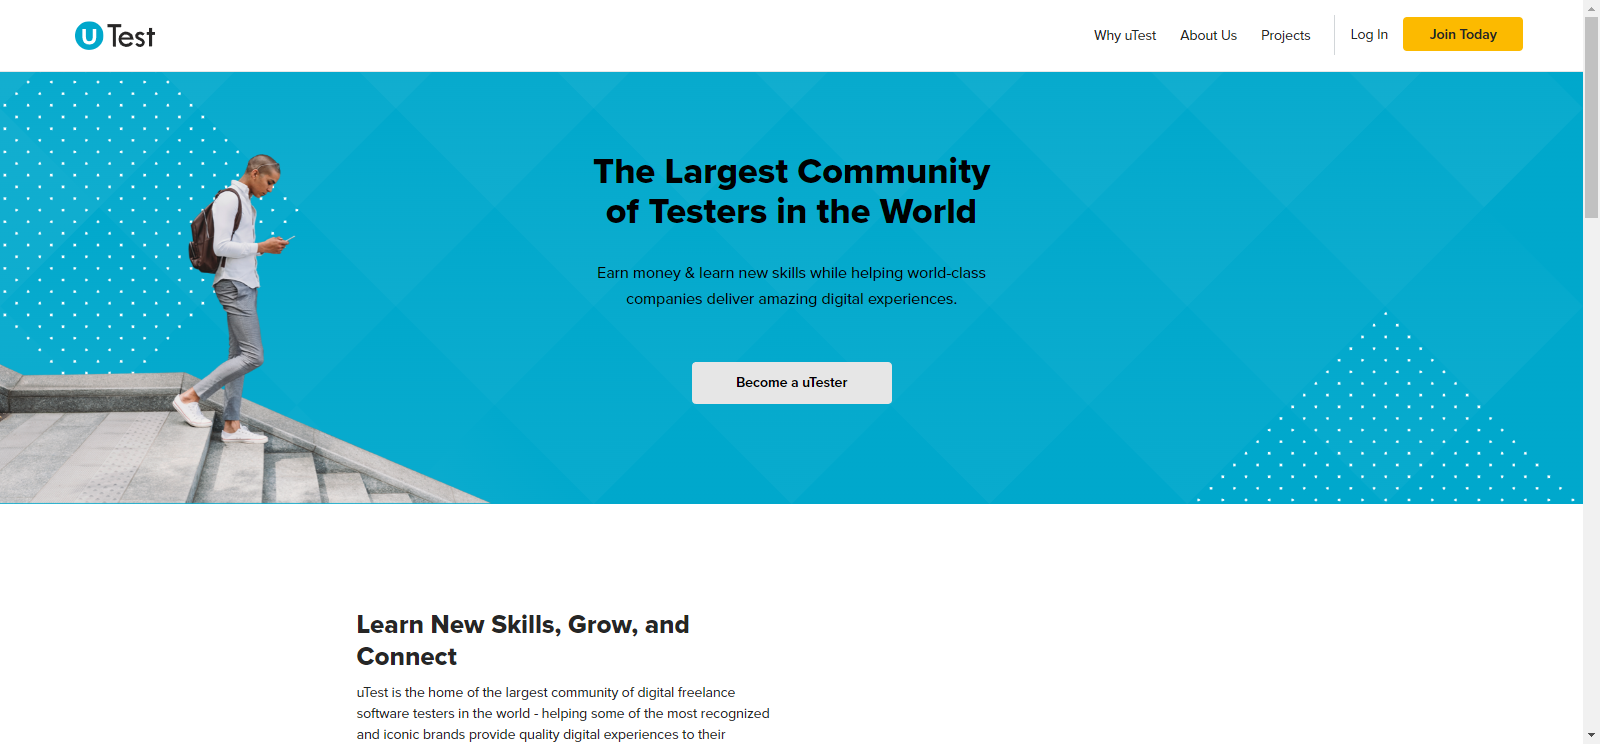 uTest
Why uTest
About Us
Projects
Log In
Join Today
The Largest Community
of Testers in the World
Earn money & learn new skills while helping world-class
companies deliver amazing digital experiences.
Become a uTester
Learn New Skills, Grow, and
Connect
uTest is the home of the largest community of digital freelance
software testers in the world - helping some of the most recognized
and iconic brands provide quality digital experiences to their